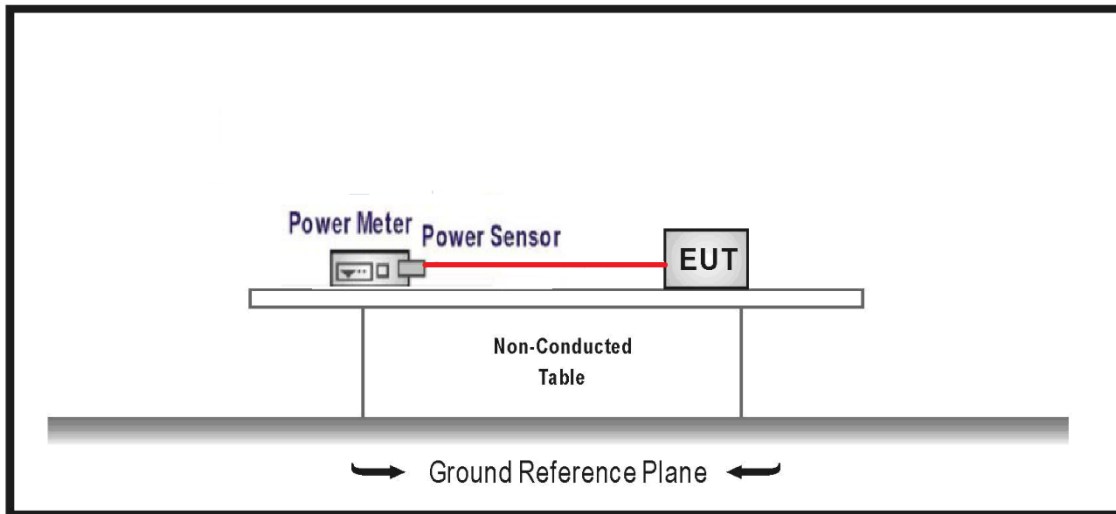 Power Meter
Power Sensor
EUT
Non-Conducted
Table
Ground Reference Plane